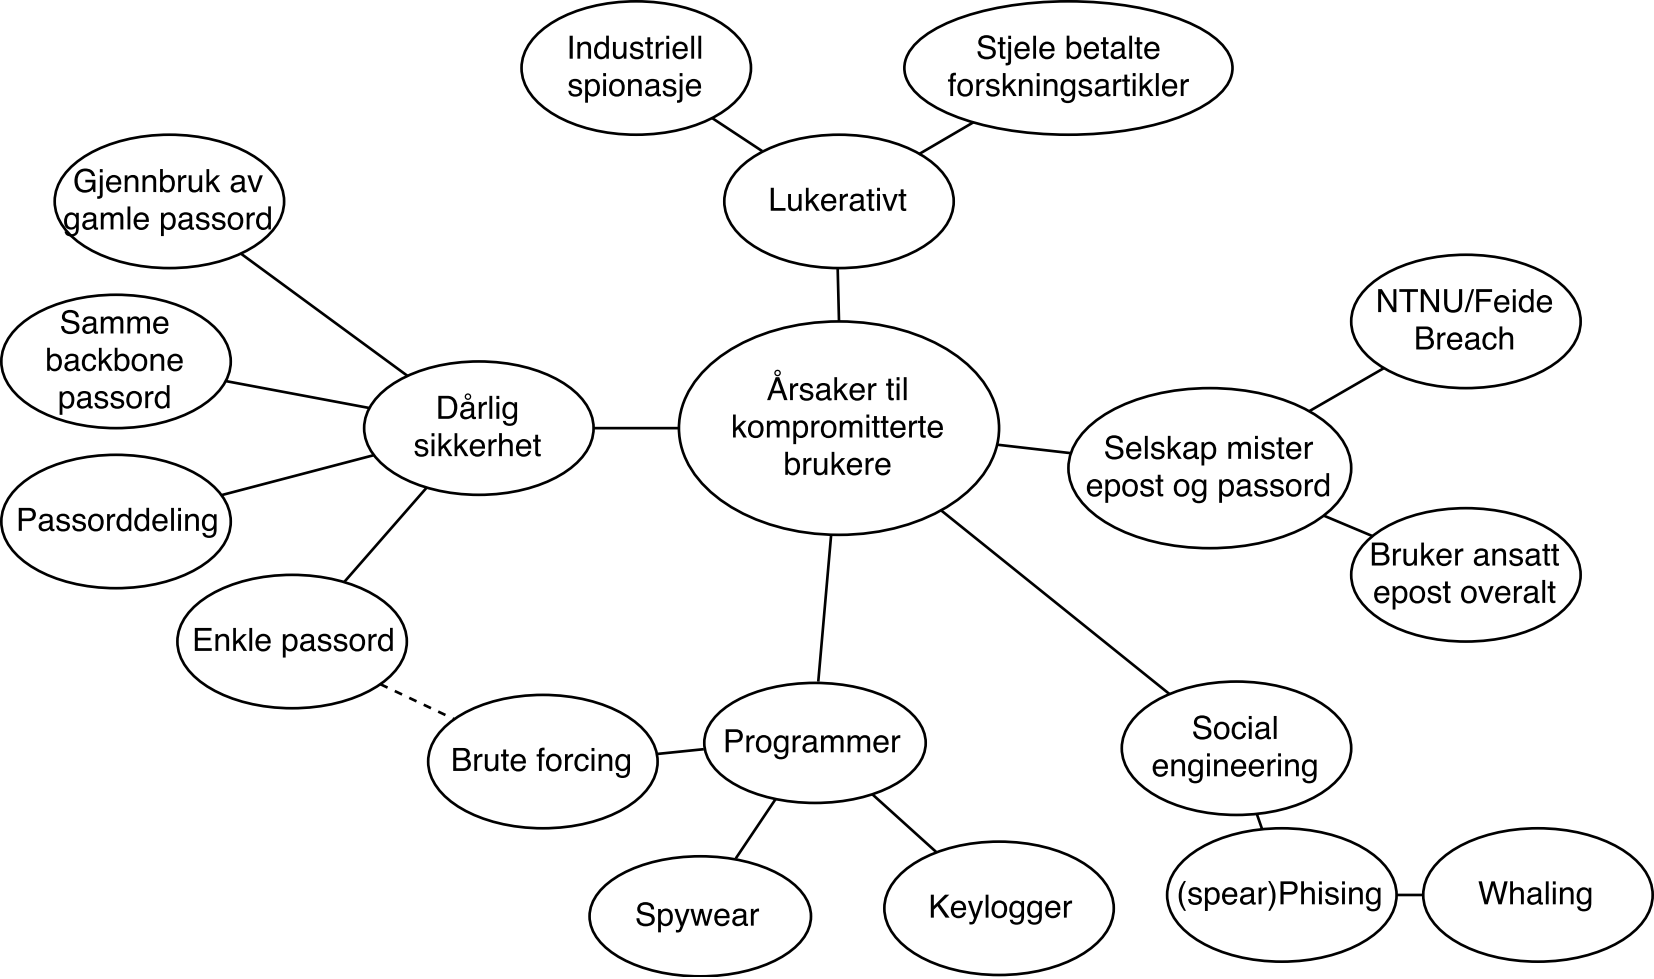 Industriell
spionasje
Stjele betalte
forskningsartikler
Gjennbruk av
gamle passord
Lukerativt
NTNU/Feide
Breach
Samme
backbone
passord
Dårlig
sikkerhet
Årsaker til
kompromitterte
brukere
Selskap mister
epost og passord
Passorddeling
Bruker ansatt
epost overalt
Enkle passord
Brute forcing
Programmer
Social
engineering
Spywear
Keylogger
(spear)Phising
Whaling